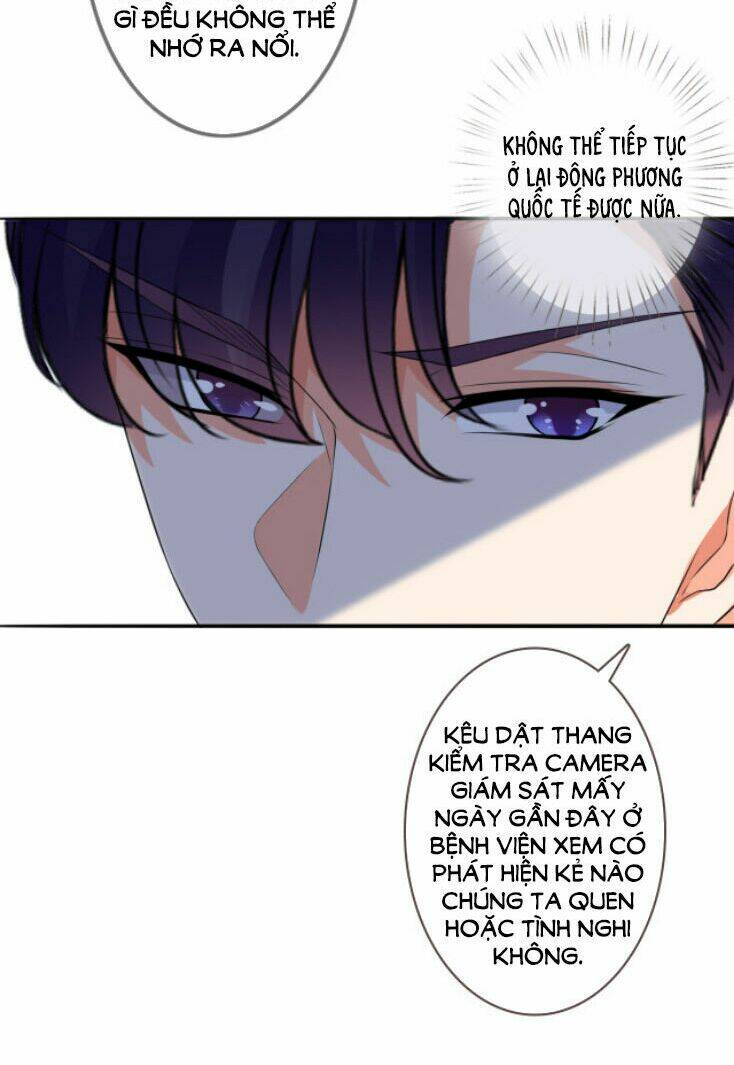 GÌ ĐỀU KHÔNG THỂ
NHỚ RA NỔI.
KHÔNG THỂ TIẾP TỤC
Ở LẠI ĐÔNG PHƯƠNG
QUỐC TẾ ĐƯỢC NỮA.
KÊU DẬT THANG
KIỂM TRA CAMERA
GIÁM SÁT MẤY
NGÀY GẦN ĐÂY Ở
BỆNH VIỆN XEM CÓ
PHÁT HIỆN KẺ NÀO
CHÚNG TA QUEN
HOẶC TÌNH NGHI
KHÔNG.